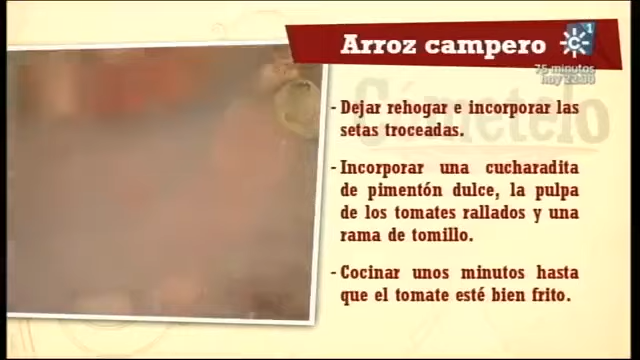 Arroz campero
75 minutos
hoy 22:30
Cómetelo
- Dejar rehogar e incorporar las
setas troceadas.
- Incorporar una cucharadita
de pimentón dulce, la pulpa
de los tomates rallados y una
rama de tomillo.
- Cocinar unos minutos hasta
que el tomate esté bien frito.